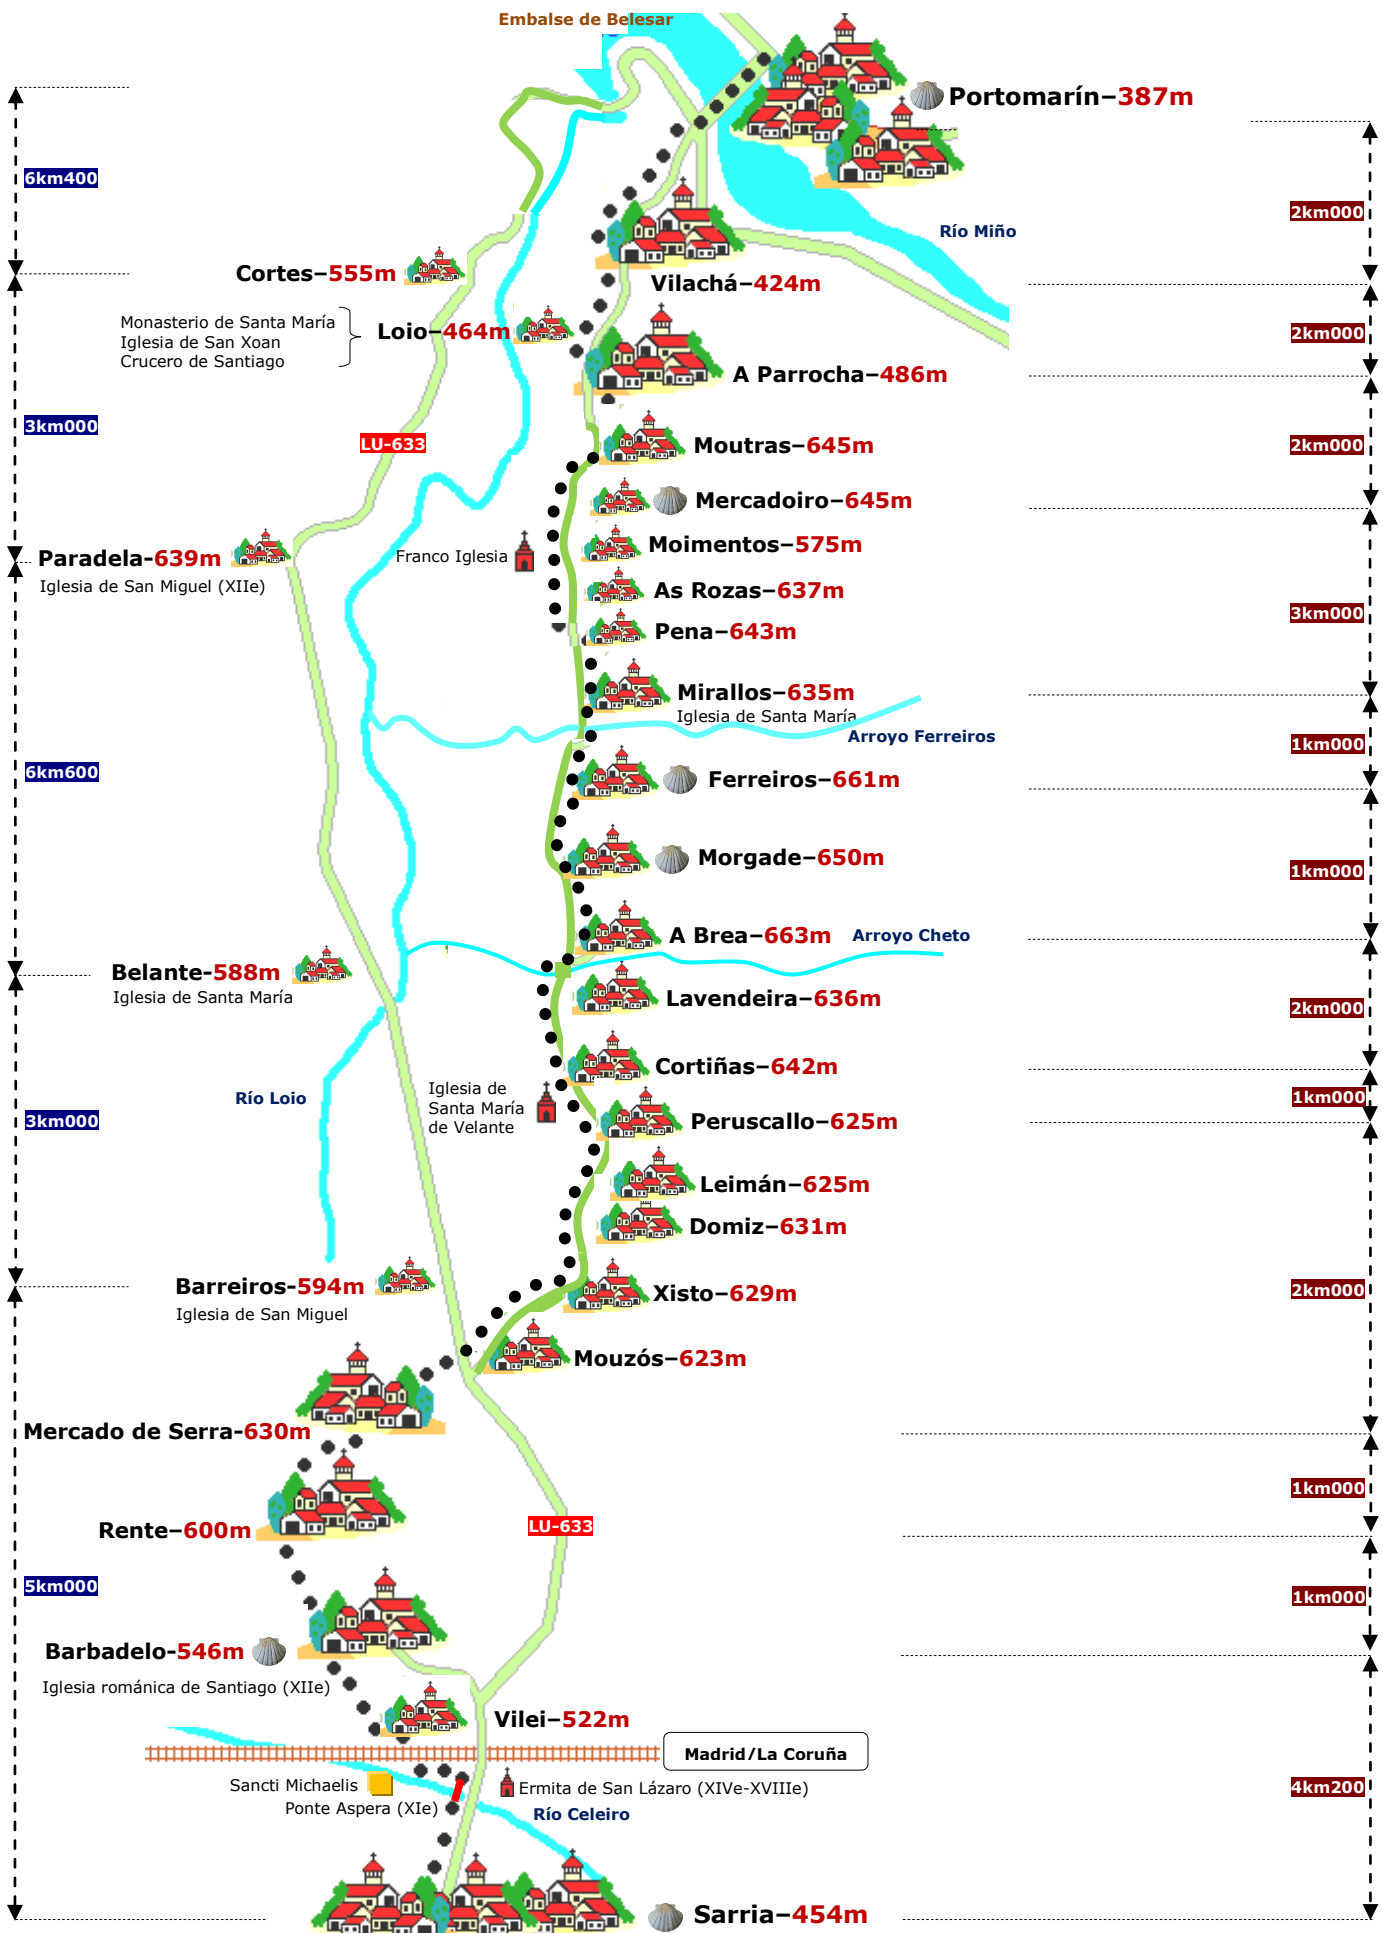 Embalse de Belesar
Portomarín–387m
6km400
2km000
Río Miño
Cortes–555m
Vilachá–424m
Monasterio de Santa María
Iglesia de San Xoan
Crucero de Santiago
Loio–464m
2km000
A Parrocha–486m
3km000
LU-633
Moutras–645m
2km000
Mercadoiro–645m
Paradela-639m
Iglesia de San Miguel (XIIe)
Franco Iglesia
Moimentos–575m
As Rozas–637m
3km000
Pena–643m
Mirallos–635m
Iglesia de Santa María
Arroyo Ferreiros
1km000
6km600
Ferreiros–661m
Morgade–650m
1km000
A Brea–663m
Arroyo Cheto
Belante-588m
Iglesia de Santa María
Lavendeira–636m
2km000
Cortiñas–642m
Río Loio
Iglesia de
Santa María
de Velante
1km000
3km000
Peruscallo–625m
Leimán–625m
Domiz–631m
Barreiros-594m
Iglesia de San Miguel
Xisto–629m
2km000
Mouzós–623m
Mercado de Serra-630m
1km000
Rente–600m
LU-633
5km000
1km000
Barbadelo-546m
Iglesia románica de Santiago (XIIe)
Vilei–522m
Madrid/La Coruña
Sancti Michaelis
Ermita de San Lázaro (XIVe-XVIIIe)
4km200
Ponte Aspera (XIe)
Río Celeiro
Sarria–454m